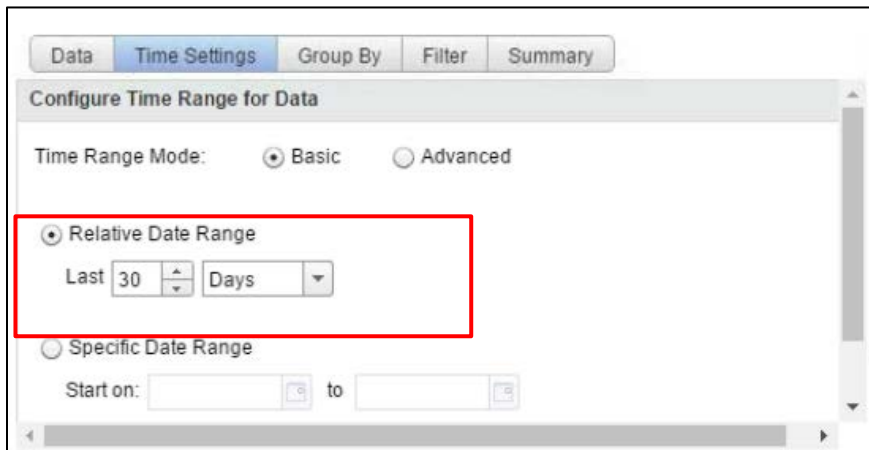 Data Time Settings Group By Filter Summary
Configure Time Range for Data
Time Range Mode: Basic Advanced
Relative Date Range
Last 30 Days
Specific Date Range
Start on: to